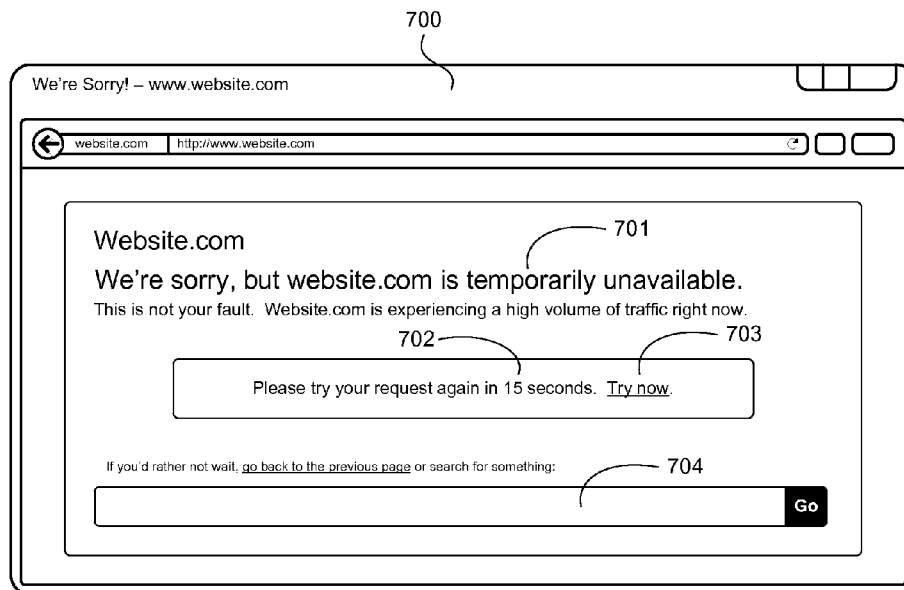 700
We're Sorry! – www.website.com
website.com http://www.website.com
Website.com
701
We're sorry, but website.com is temporarily unavailable.
This is not your fault. Website.com is experiencing a high volume of traffic right now.
702
703
Please try your request again in 15 seconds. Try now.
If you'd rather not wait, go back to the previous page or search for something:
704
Go